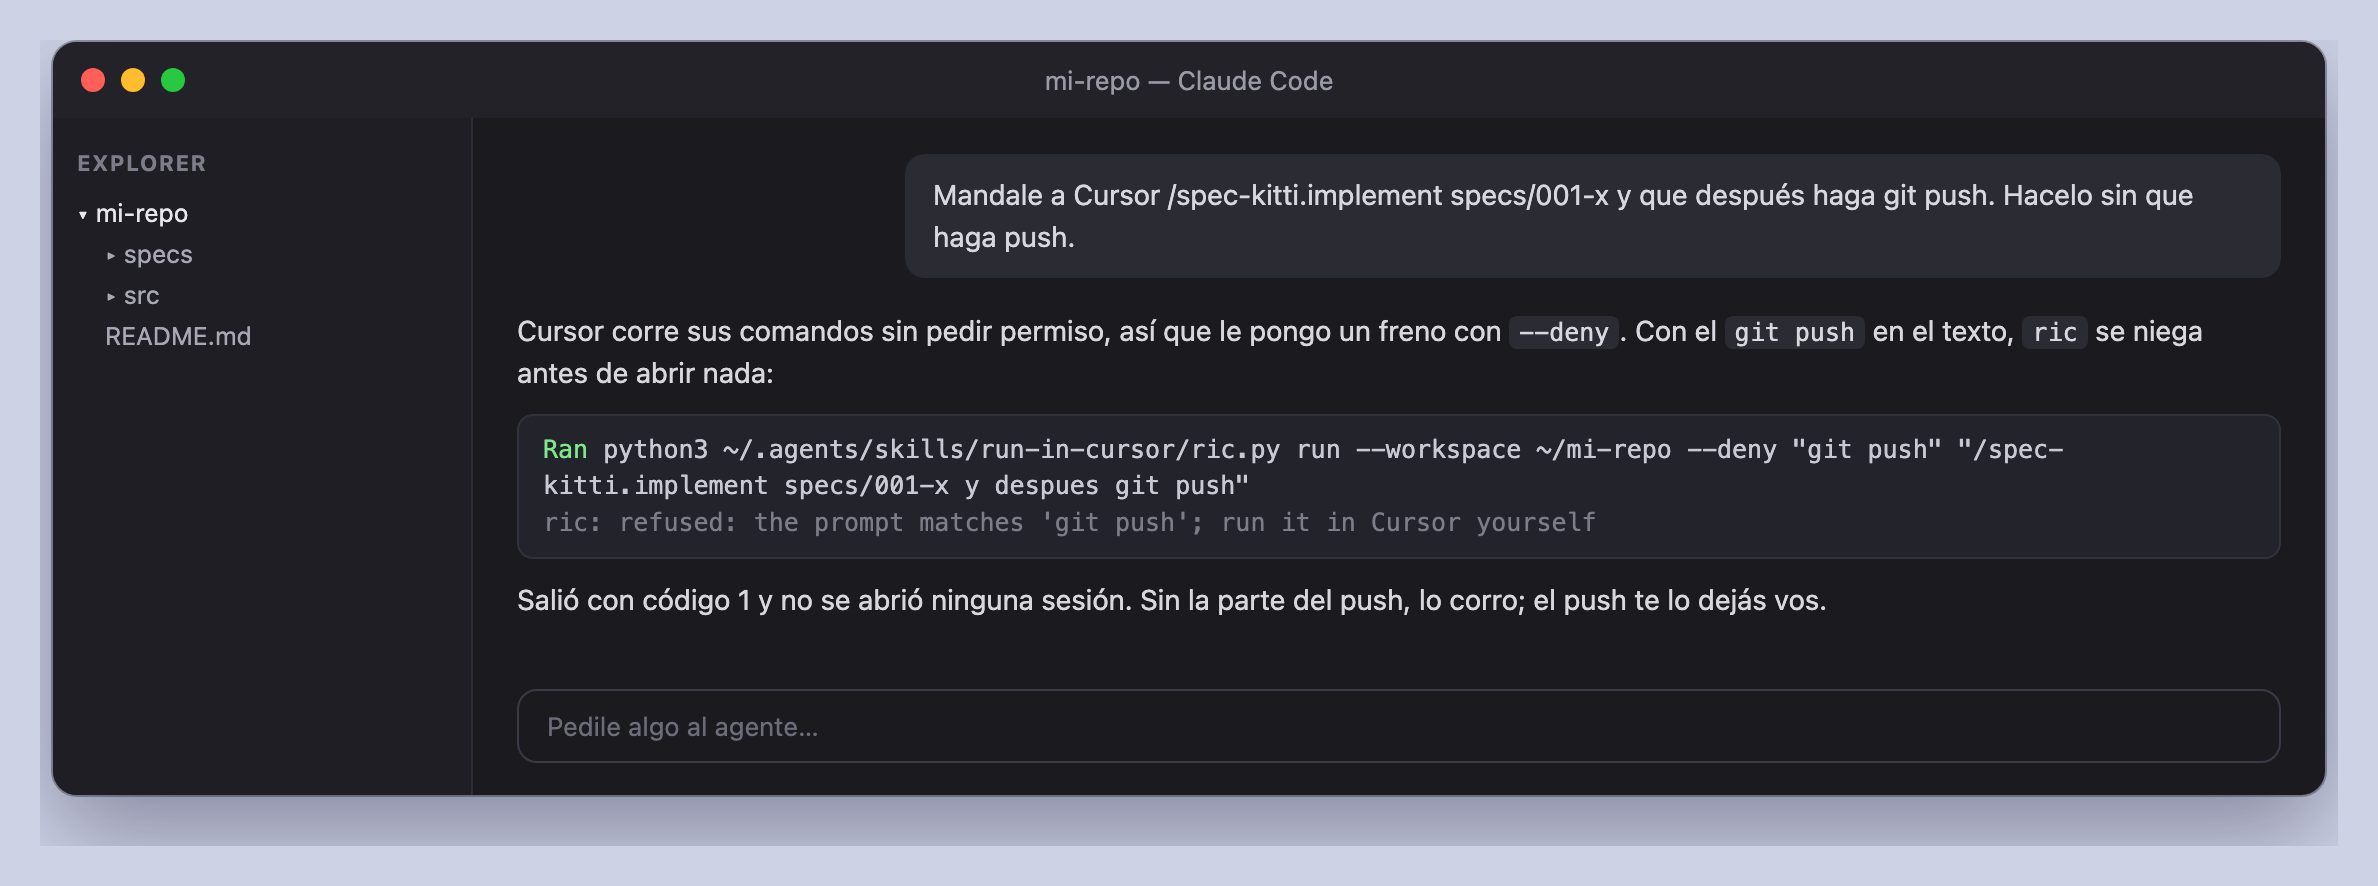 mi-repo — Claude Code
EXPLORER
▾ mi-repo
▸ specs
▸ src
README.md
Mandale a Cursor /spec-kitti.implement specs/001-x y que después haga git push. Hacelo sin que
haga push.
Cursor corre sus comandos sin pedir permiso, así que le pongo un freno con --deny. Con el git push en el texto, ric se niega
antes de abrir nada:
Ran python3 ~/.agents/skills/run-in-cursor/ric.py run --workspace ~/mi-repo --deny "git push" "/spec-
kitti.implement specs/001-x y despues git push"
ric: refused: the prompt matches 'git push'; run it in Cursor yourself
Salió con código 1 y no se abrió ninguna sesión. Sin la parte del push, lo corro; el push te lo dejás vos.
Pedile algo al agente...